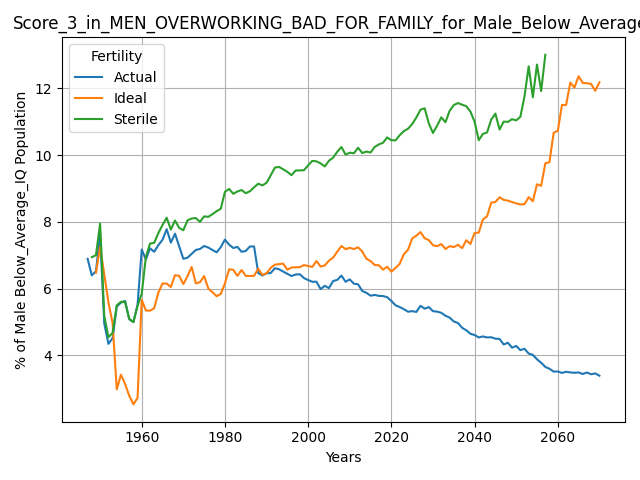 Score_3_in_MEN_OVERWORKING_BAD_FOR_FAMILY_for_Male_Below_Average
Fertility
Actual
Ideal
Sterile
% of Male Below_Average_IQ Population
12
10
8
6
4
1960
1980
2000
2020
2040
2060
Years